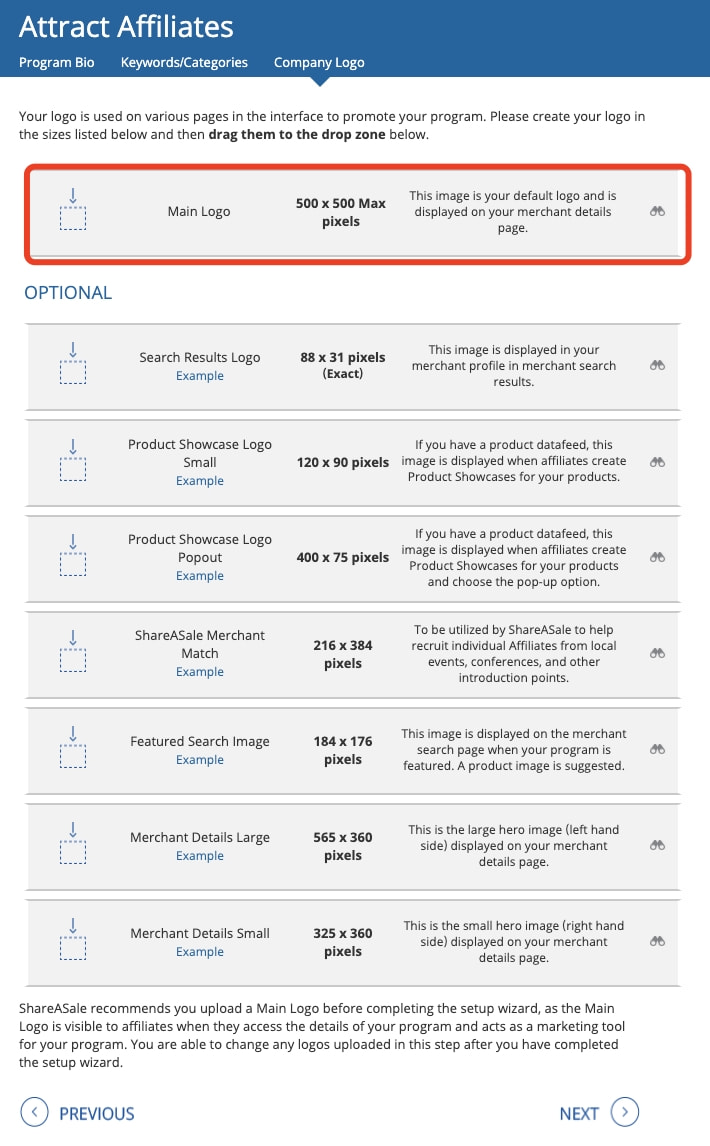 Attract Affiliates
Program Bio Keywords/Categories Company Logo
Your logo is used on various pages in the interface to promote your program. Please create your logo in
the sizes listed below and then drag them to the drop zone below.
Main Logo
500 x 500 Max
pixels
This image is your default logo and is
displayed on your merchant details
page.
OPTIONAL
Search Results Logo
Example
88 x 31 pixels
(Exact)
This image is displayed in your
merchant profile in merchant search
results.
Product Showcase Logo
Small
Example
120 x 90 pixels
If you have a product datafeed, this
image is displayed when affiliates create
Product Showcases for your products.
Product Showcase Logo
Popout
Example
400 x 75 pixels
If you have a product datafeed, this
image is displayed when affiliates create
Product Showcases for your products
and choose the pop-up option.
ShareASale Merchant
Match
Example
216 x 384
pixels
To be utilized by ShareASale to help
recruit individual Affiliates from local
events, conferences, and other
introduction points.
Featured Search Image
Example
184 x 176
pixels
This image is displayed on the merchant
search page when your program is
featured. A product image is suggested.
Merchant Details Large
Example
565 x 360
pixels
This is the large hero image (left hand
side) displayed on your merchant
details page.
Merchant Details Small
Example
325 x 360
pixels
This is the small hero image (right hand
side) displayed on your merchant
details page.
ShareASale recommends you upload a Main Logo before completing the setup wizard, as the Main
Logo is visible to affiliates when they access the details of your program and acts as a marketing tool
for your program. You are able to change any logos uploaded in this step after you have completed
the setup wizard.
PREVIOUS NEXT